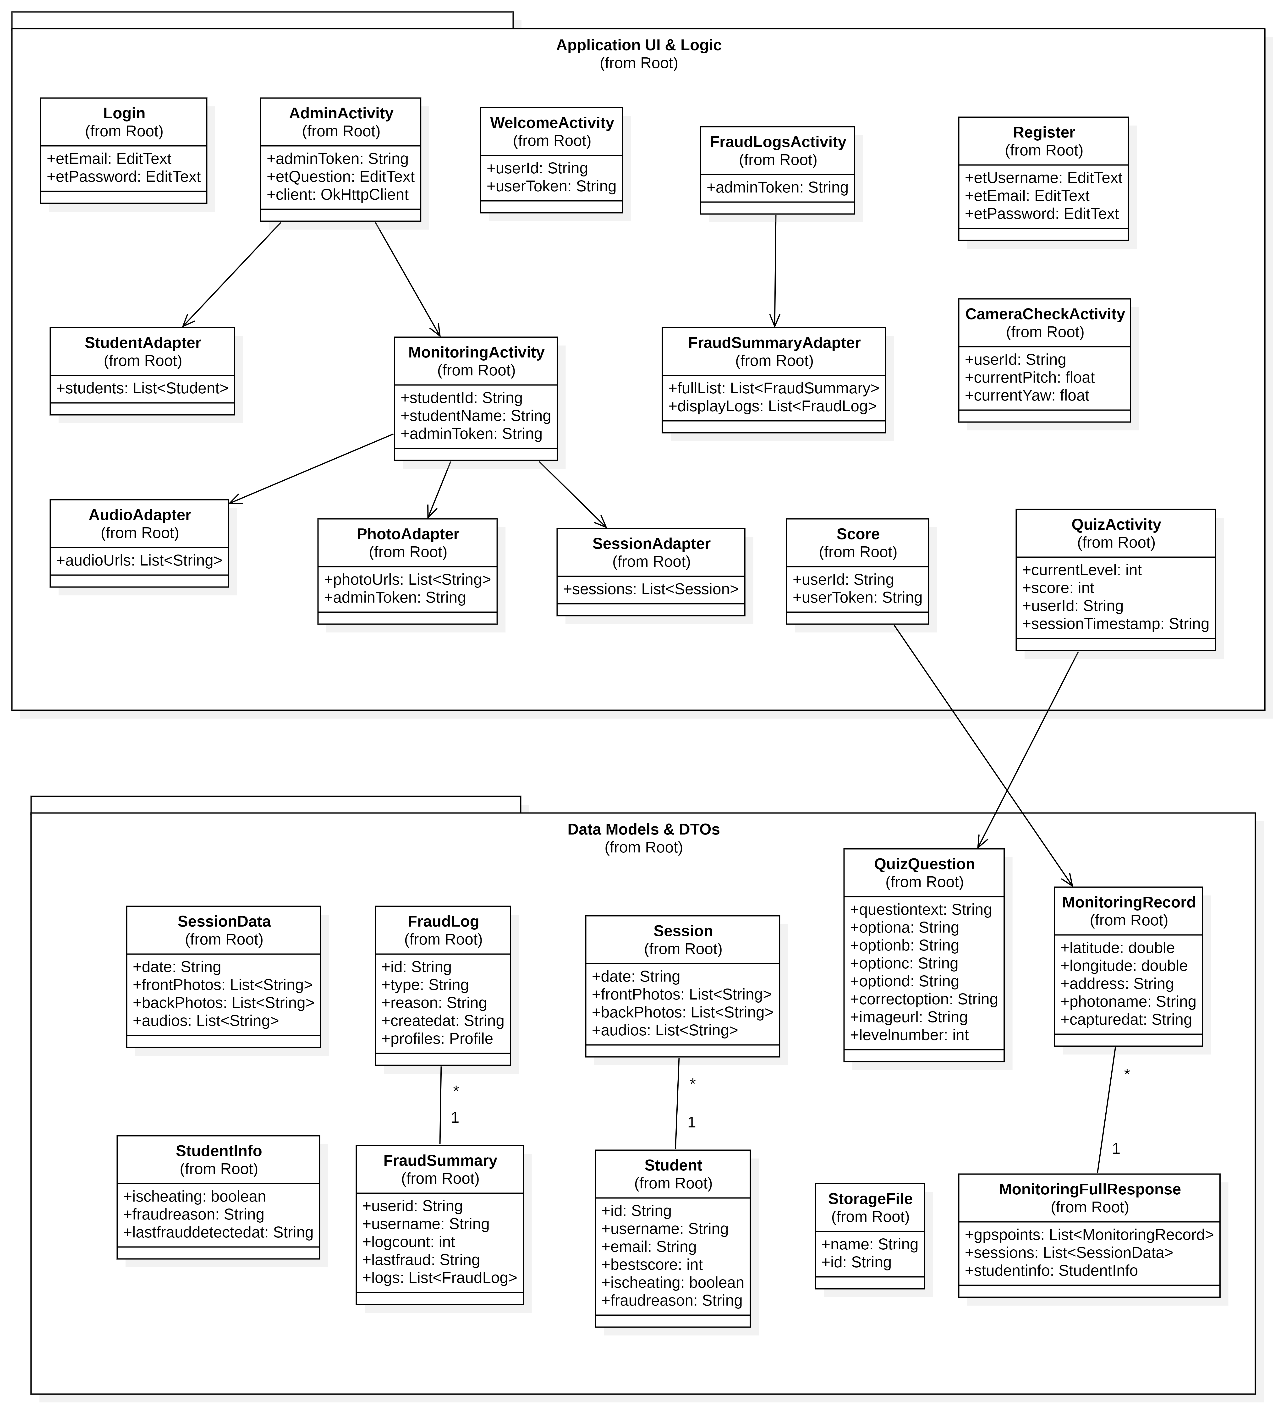 Application UI & Logic
(from Root)
Login
(from Root)
+etEmail: EditText
+etPassword: EditText
AdminActivity
(from Root)
+adminToken: String
+etQuestion: EditText
+client: OkHttpClient
WelcomeActivity
(from Root)
+userId: String
+userToken: String
FraudLogsActivity
(from Root)
+adminToken: String
Register
(from Root)
+etUsername: EditText
+etEmail: EditText
+etPassword: EditText
StudentAdapter
(from Root)
+students: List<Student>
MonitoringActivity
(from Root)
+studentId: String
+studentName: String
+adminToken: String
FraudSummaryAdapter
(from Root)
+fullList: List<FraudSummary>
+displayLogs: List<FraudLog>
CameraCheckActivity
(from Root)
+userId: String
+currentPitch: float
+currentYaw: float
AudioAdapter
(from Root)
+audioUrls: List<String>
PhotoAdapter
(from Root)
+photoUrls: List<String>
+adminToken: String
SessionAdapter
(from Root)
+sessions: List<Session>
Score
(from Root)
+userId: String
+userToken: String
QuizActivity
(from Root)
+currentLevel: int
+score: int
+userId: String
+sessionTimestamp: String
Data Models & DTOs
(from Root)
SessionData
(from Root)
+date: String
+frontPhotos: List<String>
+backPhotos: List<String>
+audios: List<String>
FraudLog
(from Root)
+id: String
+type: String
+reason: String
+createdat: String
+profiles: Profile
Session
(from Root)
+date: String
+frontPhotos: List<String>
+backPhotos: List<String>
+audios: List<String>
QuizQuestion
(from Root)
+questiontext: String
+optiona: String
+optionb: String
+optionc: String
+optiond: String
+correctoption: String
+imageurl: String
+levelnumber: int
MonitoringRecord
(from Root)
+latitude: double
+longitude: double
+address: String
+photoname: String
+capturedat: String
*
1
*
1
*
1
StudentInfo
(from Root)
+ischeating: boolean
+fraudreason: String
+lastfrauddetectedat: String
FraudSummary
(from Root)
+userid: String
+username: String
+logcount: int
+lastfraud: String
+logs: List<FraudLog>
Student
(from Root)
+id: String
+username: String
+email: String
+bestscore: int
+ischeating: boolean
+fraudreason: String
StorageFile
(from Root)
+name: String
+id: String
MonitoringFullResponse
(from Root)
+gpspoints: List<MonitoringRecord>
+sessions: List<SessionData>
+studentinfo: StudentInfo